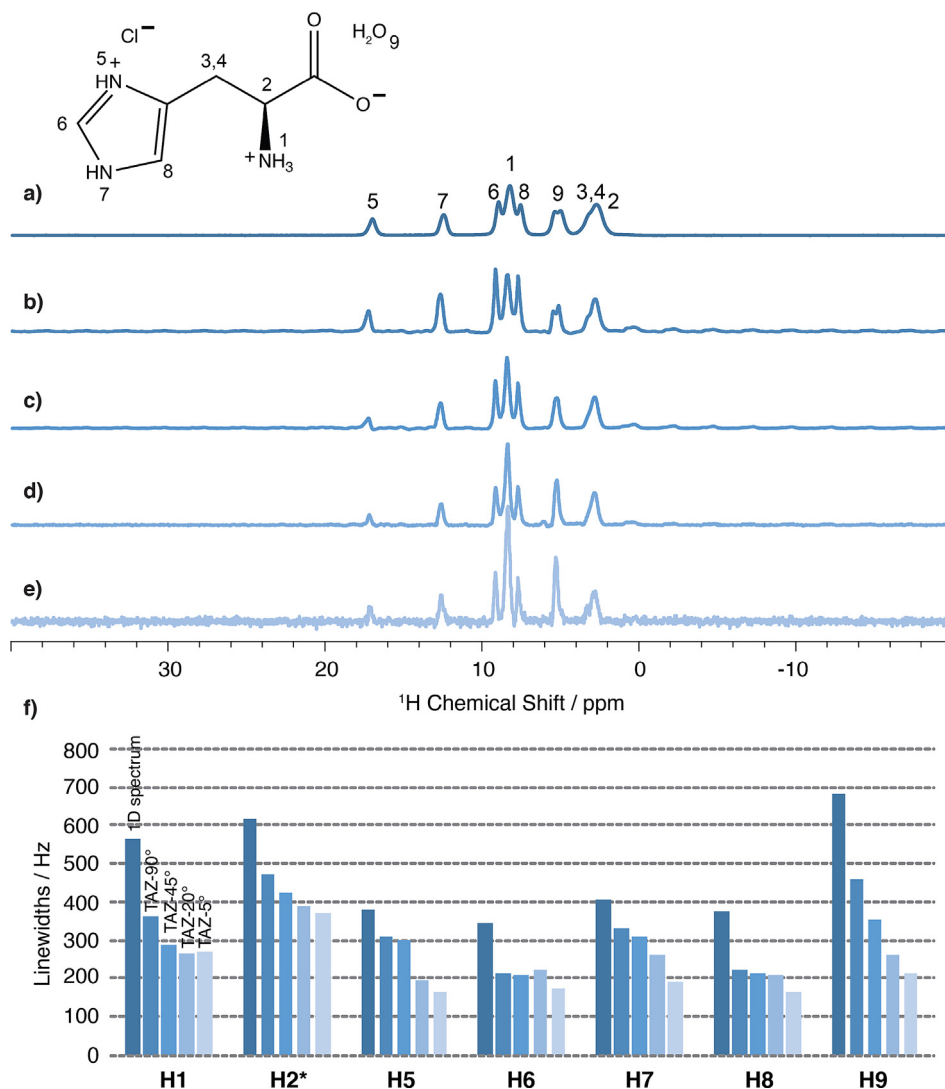 O
Cl⁻
H₂O 9
5
+
HN
3,4
2
O⁻
6
1
+ NH₃
HN
7
8
a)
5
7
6
1
8
9
3,4
2
b)
c)
d)
e)
30
20
10
0
-10
¹H Chemical Shift / ppm
f)
Linewidths / Hz
800
700
600
500
400
300
200
100
0
1D spectrum
TAZ-90°
TAZ-45°
TAZ-20°
TAZ-5°
H1
H2*
H5
H6
H7
H8
H9